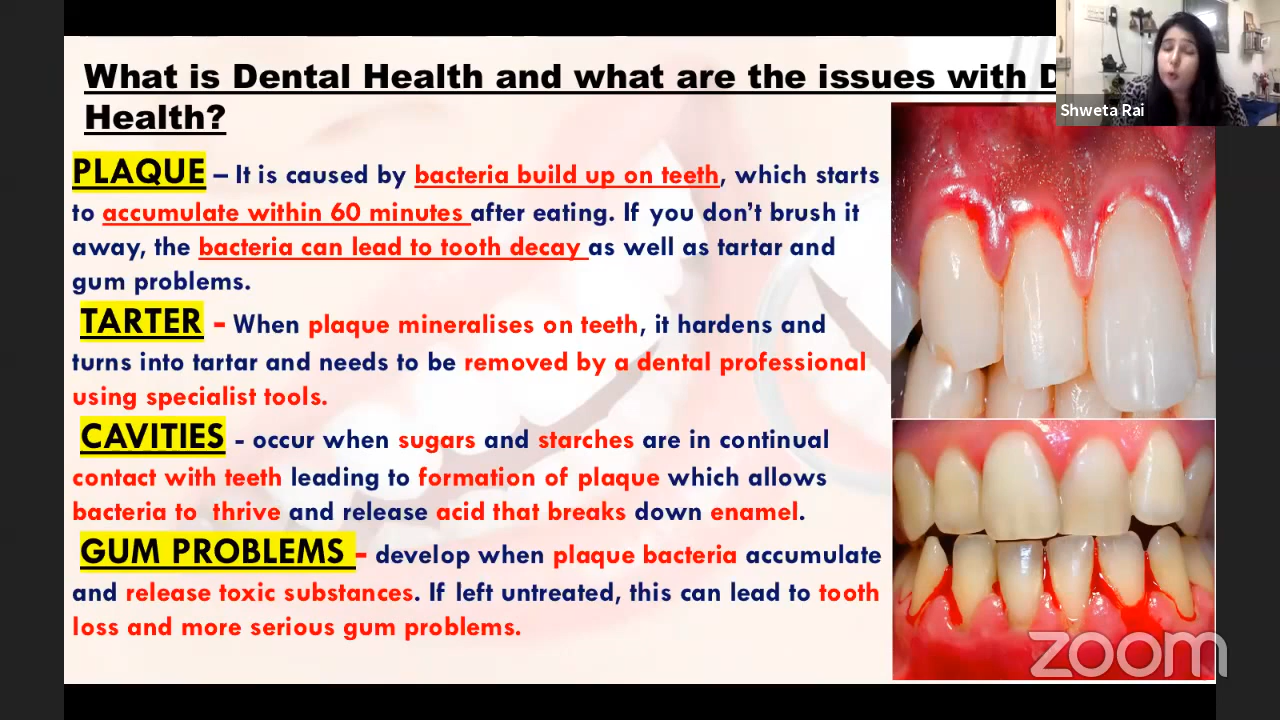 What is Dental Health and what are the issues with D
Health?
Shweta Rai
PLAQUE – It is caused by bacteria build up on teeth, which starts
to accumulate within 60 minutes after eating. If you don't brush it
away, the bacteria can lead to tooth decay as well as tartar and
gum problems.
TARTER - When plaque mineralises on teeth, it hardens and
turns into tartar and needs to be removed by a dental professional
using specialist tools.
CAVITIES - occur when sugars and starches are in continual
contact with teeth leading to formation of plaque which allows
bacteria to thrive and release acid that breaks down enamel.
GUM PROBLEMS - develop when plaque bacteria accumulate
and release toxic substances. If left untreated, this can lead to tooth
loss and more serious gum problems.
zoom